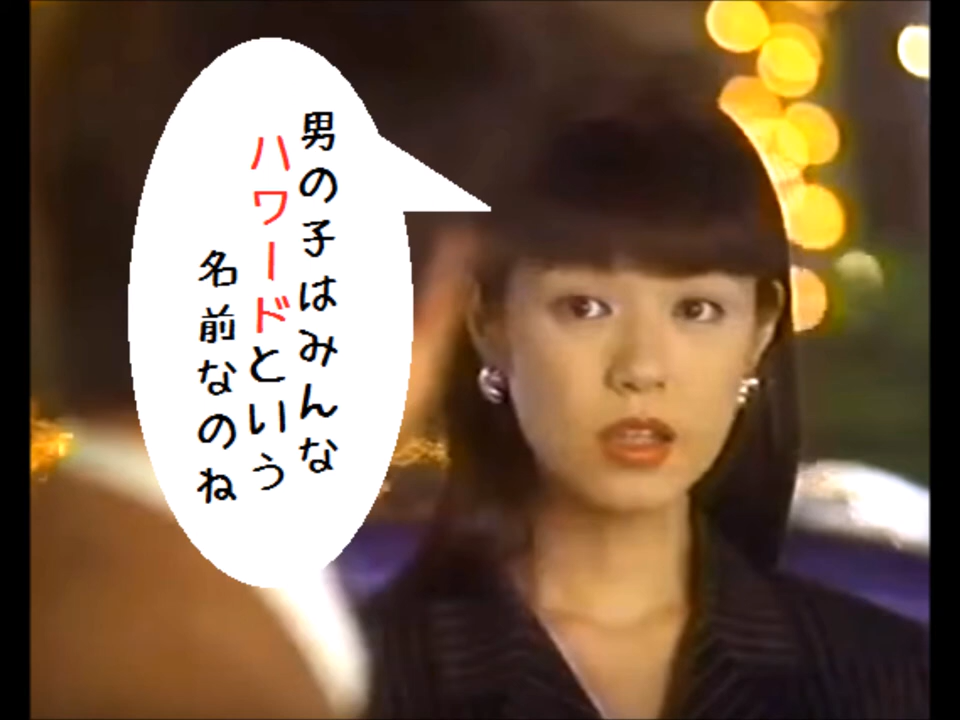 男の子はみんな
ハワードという
名前なのね